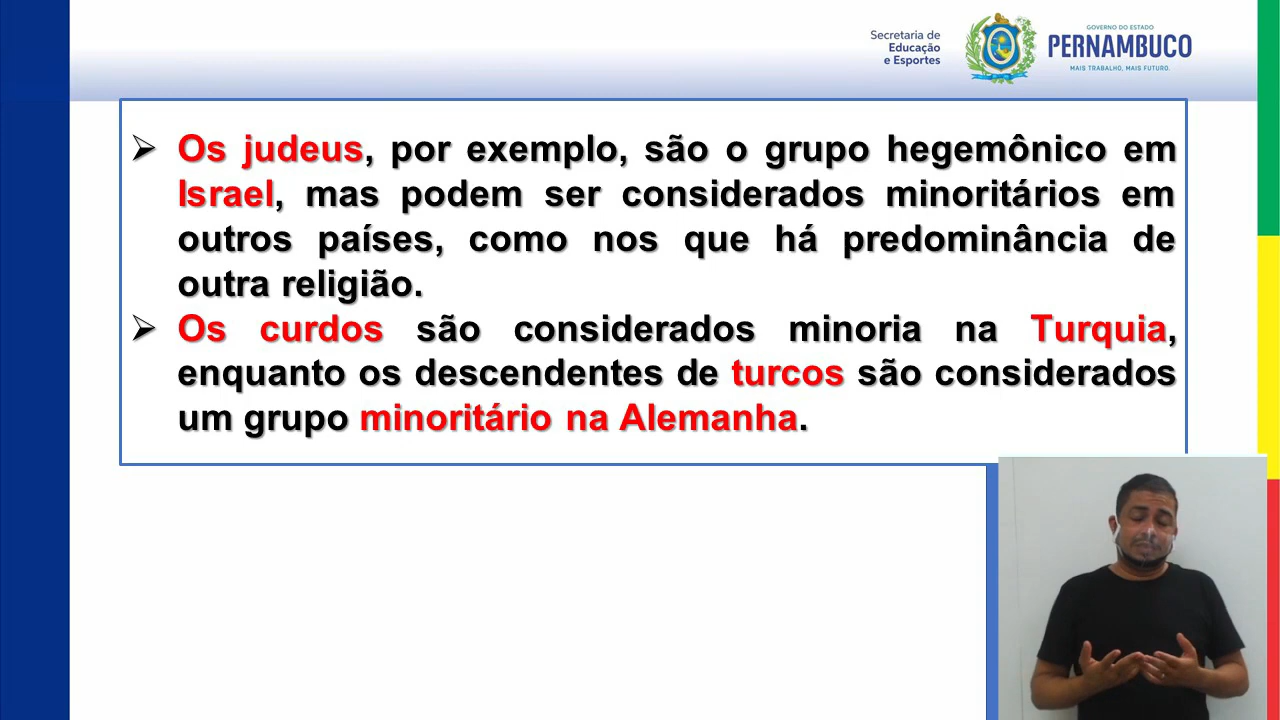 Secretaria de
Educação
e Esportes
GOVERNO DO ESTADO
PERNAMBUCO
MAIS TRABALHO, MAIS FUTURO.
Os judeus, por exemplo, são o grupo hegemônico em
Israel, mas podem ser considerados minoritários em
outros países, como nos que há predominância de
outra religião.
Os curdos são considerados minoria na Turquia,
enquanto os descendentes de turcos são considerados
um grupo minoritário na Alemanha.